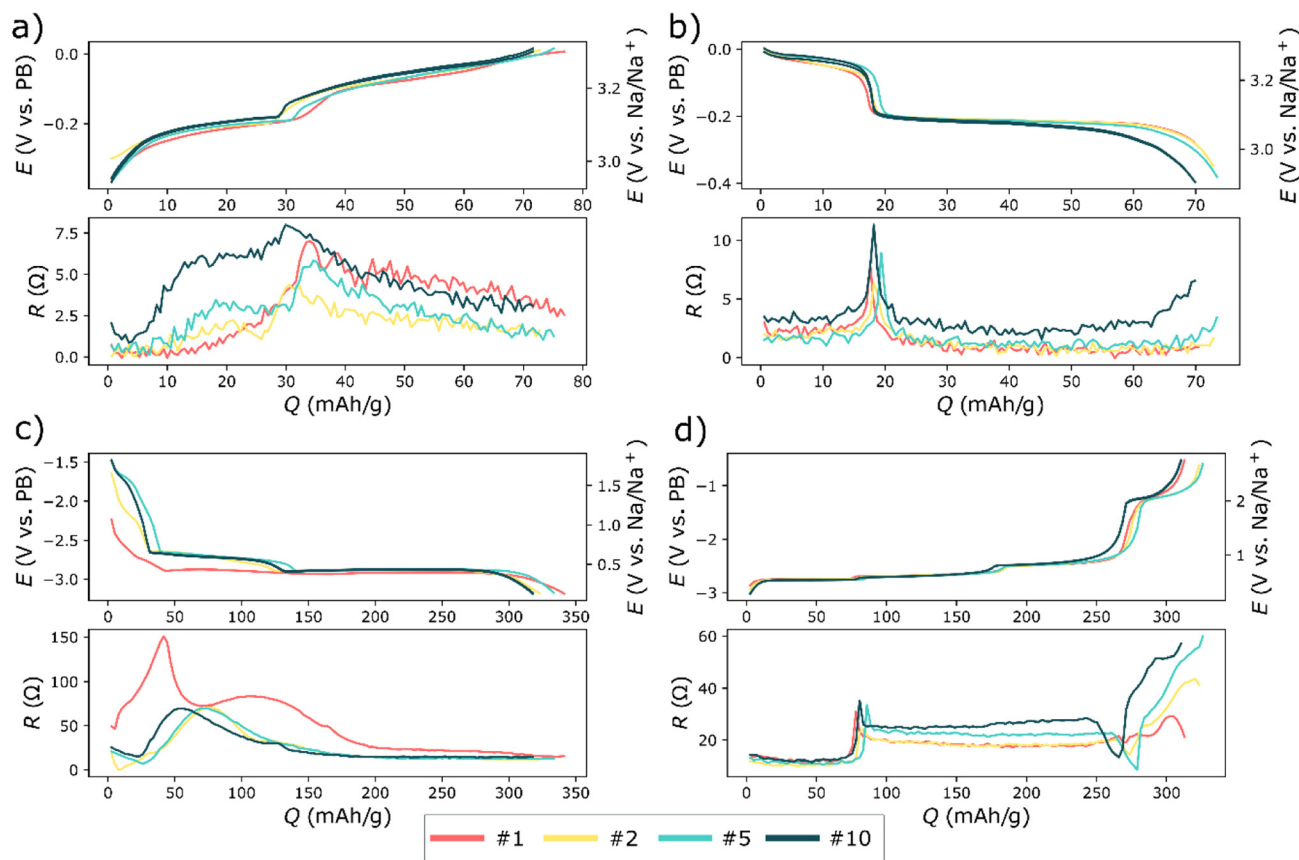 a)
E (V vs. PB)
0.0
−0.2
E (V vs. Na/Na⁺)
3.2
3.0
0 10 20 30 40 50 60 70 80
R (Ω)
7.5
5.0
2.5
0.0
0 10 20 30 40 50 60 70 80
Q (mAh/g)
b)
E (V vs. PB)
0.0
−0.2
−0.4
E (V vs. Na/Na⁺)
3.2
3.0
0 10 20 30 40 50 60 70
R (Ω)
10
5
0
0 10 20 30 40 50 60 70
Q (mAh/g)
c)
E (V vs. PB)
−1.5
−2.0
−2.5
−3.0
E (V vs. Na/Na⁺)
1.5
1.0
0.5
0 50 100 150 200 250 300 350
R (Ω)
150
100
50
0
0 50 100 150 200 250 300 350
Q (mAh/g)
d)
E (V vs. PB)
−1
−2
−3
E (V vs. Na/Na⁺)
2
1
0 50 100 150 200 250 300
R (Ω)
60
40
20
0 50 100 150 200 250 300
Q (mAh/g)
#1 #2 #5 #10